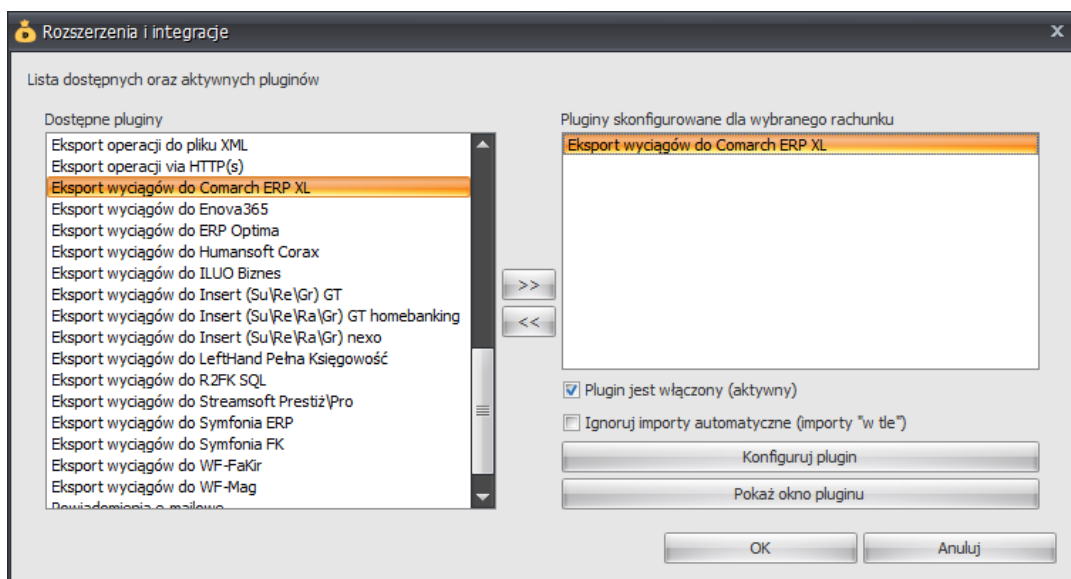 Rozszerzenia i integracje
x
Lista dostępnych oraz aktywnych pluginów
Dostępne pluginy
Eksport operacji do pliku XML
Eksport operacji via HTTP(s)
Eksport wyciągów do Comarch ERP XL
Eksport wyciągów do Enova365
Eksport wyciągów do ERP Optima
Eksport wyciągów do Humansoft Corax
Eksport wyciągów do ILUO Biznes
Eksport wyciągów do Insert (Su\Re\Gr) GT
Eksport wyciągów do Insert (Su\Re\Ra\Gr) GT homebanking
Eksport wyciągów do Insert (Su\Re\Ra\Gr) nexo
Eksport wyciągów do LeftHand Pełna Księgowość
Eksport wyciągów do R2FK SQL
Eksport wyciągów do Streamsoft Prestiż\Pro
Eksport wyciągów do Symfonia ERP
Eksport wyciągów do Symfonia FK
Eksport wyciągów do WF-FaKir
Eksport wyciągów do WF-Mag
Powiadomienia e-mailowe
>>
<<
Pluginy skonfigurowane dla wybranego rachunku
Eksport wyciągów do Comarch ERP XL
Plugin jest włączony (aktywny)
Ignoruj importy automatyczne (importy "w tle")
Konfiguruj plugin
Pokaż okno pluginu
OK
Anuluj